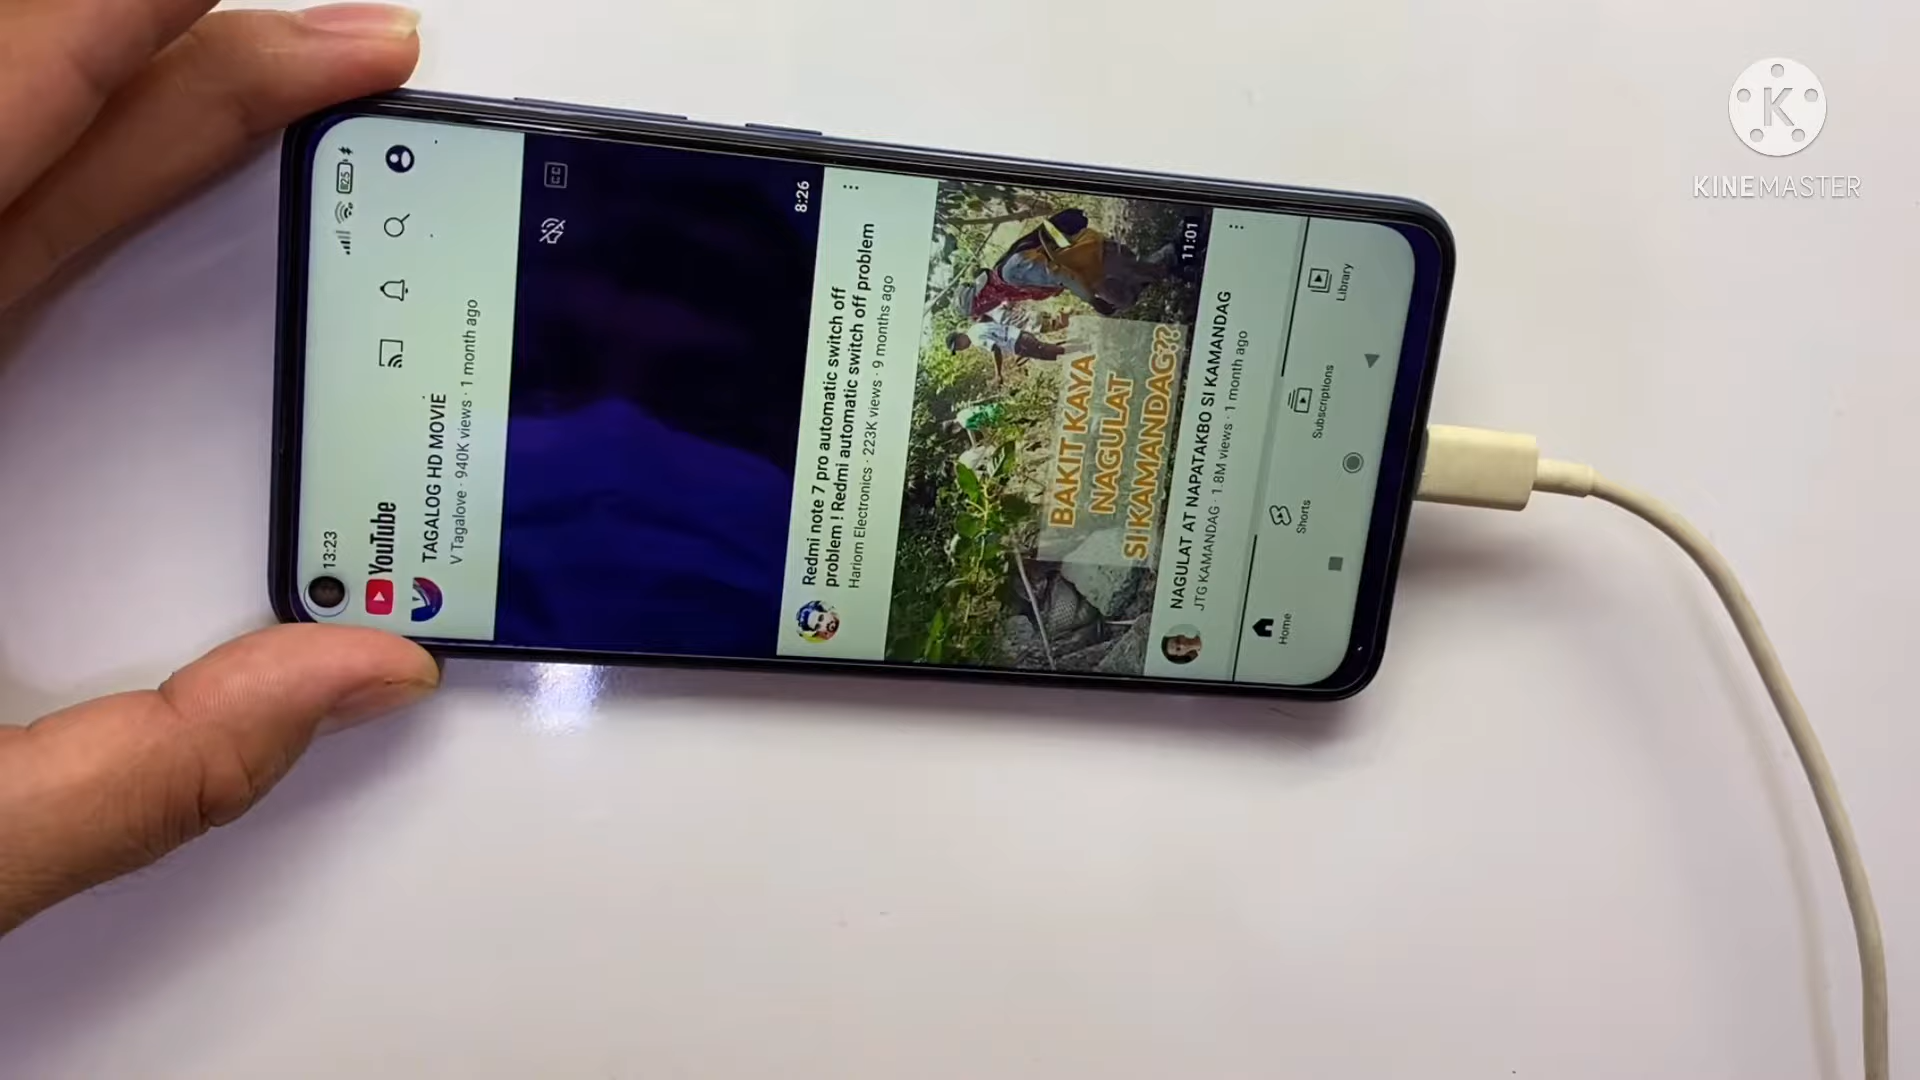 13:23
25
YouTube
TAGALOG HD MOVIE
V Tagalove · 940K views · 1 month ago
CC
8:26
Redmi note 7 pro automatic switch off
problem ! Redmi automatic switch off problem
Hariom Electronics · 223K views · 9 months ago
BAKIT KAYA
NAGULAT
SI KAMANDAG??
11:01
NAGULAT AT NAPATAKBO SI KAMANDAG
JTG KAMANDAG · 1.8M views · 1 month ago
Home
Shorts
Subscriptions
Library
K
KINEMASTER